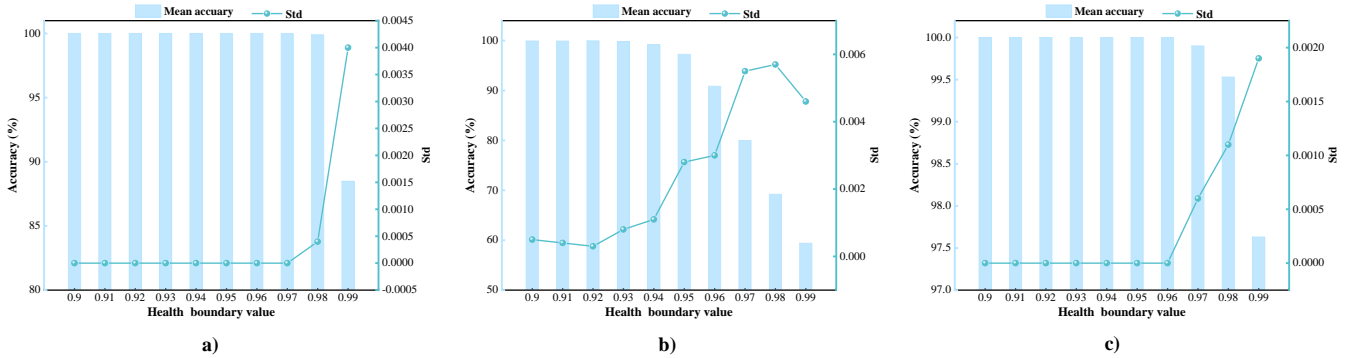 Mean accuary Std
100
95
90
85
80
Accuracy (%)
0.0045
0.0040
0.0035
0.0030
0.0025
0.0020
0.0015
0.0010
0.0005
0.0000
-0.0005
Std
0.9 0.91 0.92 0.93 0.94 0.95 0.96 0.97 0.98 0.99
Health boundary value
a)
Mean accuary Std
100
90
80
70
60
50
Accuracy (%)
0.006
0.004
0.002
0.000
Std
0.9 0.91 0.92 0.93 0.94 0.95 0.96 0.97 0.98 0.99
Health boundary value
b)
Mean accuary Std
100.0
99.5
99.0
98.5
98.0
97.5
97.0
Accuracy (%)
0.0020
0.0015
0.0010
0.0005
0.0000
Std
0.9 0.91 0.92 0.93 0.94 0.95 0.96 0.97 0.98 0.99
Health boundary value
c)